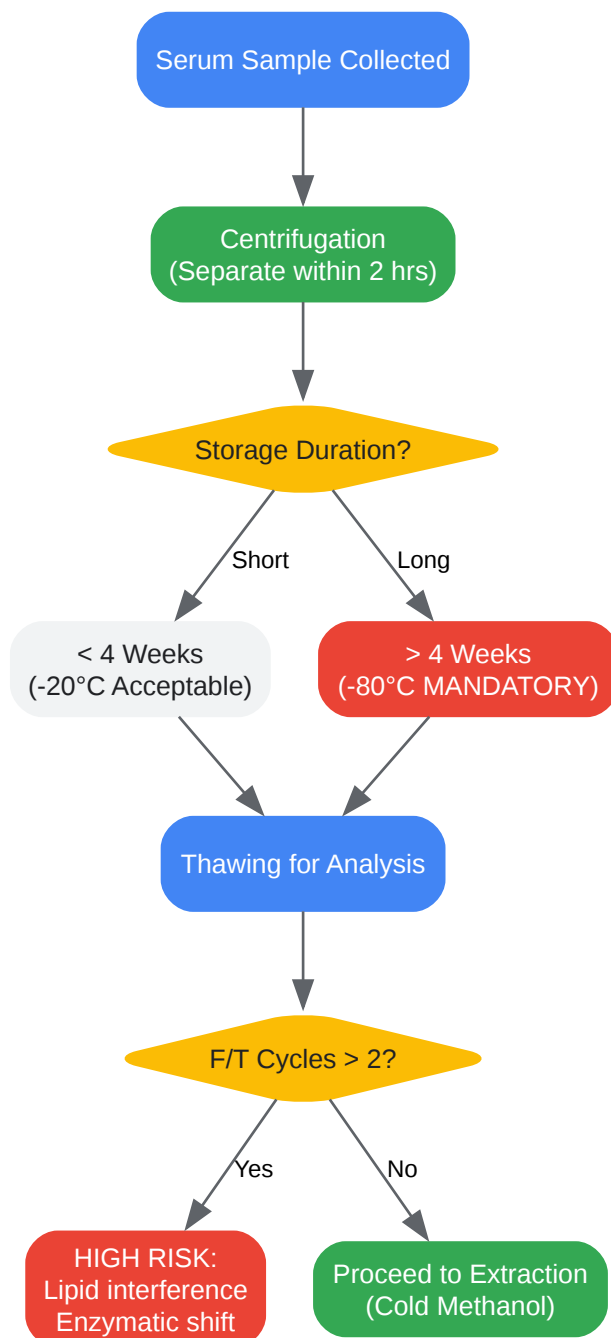 Serum Sample Collected
Centrifugation
(Separate within 2 hrs)
Storage Duration?
Short
Long
< 4 Weeks
(-20°C Acceptable)
> 4 Weeks
(-80°C MANDATORY)
Thawing for Analysis
F/T Cycles > 2?
Yes
No
HIGH RISK:
Lipid interference
Enzymatic shift
Proceed to Extraction
(Cold Methanol)